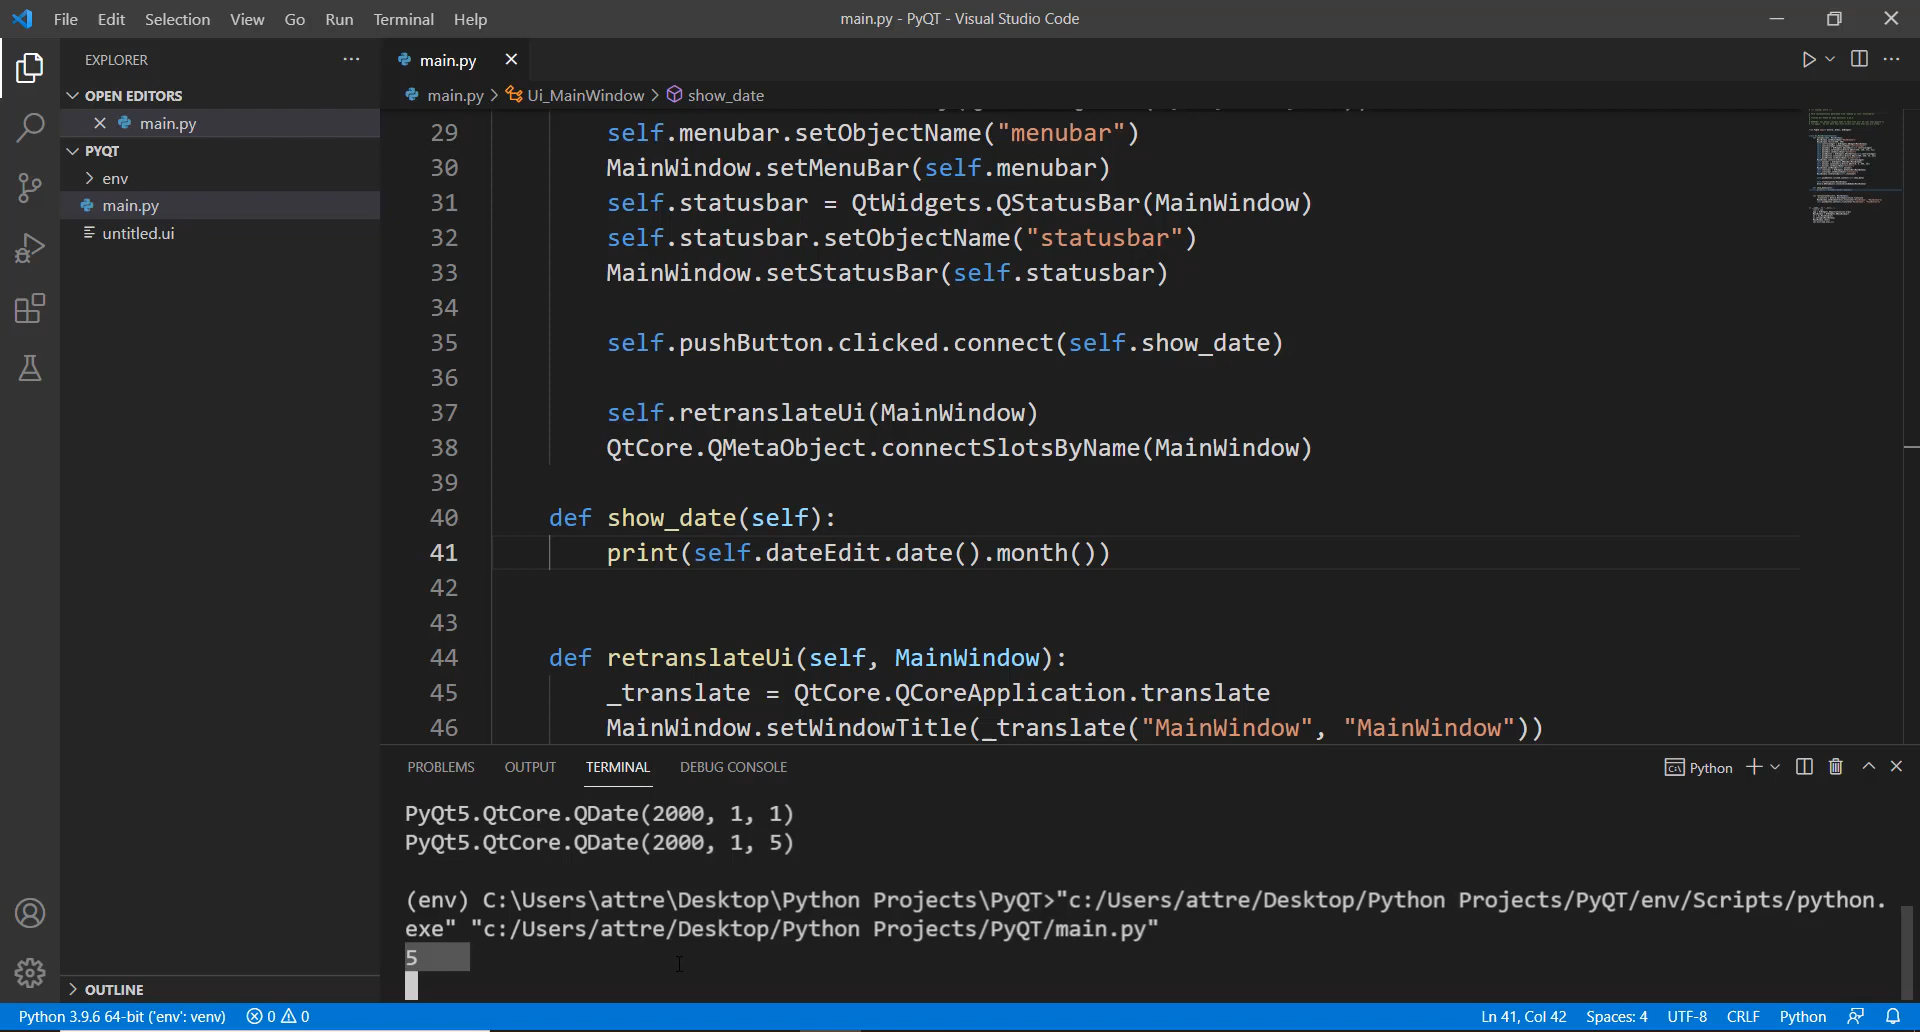 File Edit Selection View Go Run Terminal Help
main.py - PyQT - Visual Studio Code
EXPLORER
OPEN EDITORS
main.py
PYQT
env
main.py
untitled.ui
OUTLINE
main.py
main.py > Ui_MainWindow > show_date
29 self.menubar.setObjectName("menubar")
30 MainWindow.setMenuBar(self.menubar)
31 self.statusbar = QtWidgets.QStatusBar(MainWindow)
32 self.statusbar.setObjectName("statusbar")
33 MainWindow.setStatusBar(self.statusbar)
34
35 self.pushButton.clicked.connect(self.show_date)
36
37 self.retranslateUi(MainWindow)
38 QtCore.QMetaObject.connectSlotsByName(MainWindow)
39
40 def show_date(self):
41 print(self.dateEdit.date().month())
42
43
44 def retranslateUi(self, MainWindow):
45 _translate = QtCore.QCoreApplication.translate
46 MainWindow.setWindowTitle(_translate("MainWindow", "MainWindow"))
PROBLEMS OUTPUT TERMINAL DEBUG CONSOLE
Python
PyQt5.QtCore.QDate(2000, 1, 1)
PyQt5.QtCore.QDate(2000, 1, 5)
(env) C:\Users\attre\Desktop\Python Projects\PyQT>"c:/Users/attre/Desktop/Python Projects/PyQT/env/Scripts/python.
exe" "c:/Users/attre/Desktop/Python Projects/PyQT/main.py"
5
Python 3.9.6 64-bit ('env': venv) 0 0
Ln 41, Col 42 Spaces: 4 UTF-8 CRLF Python